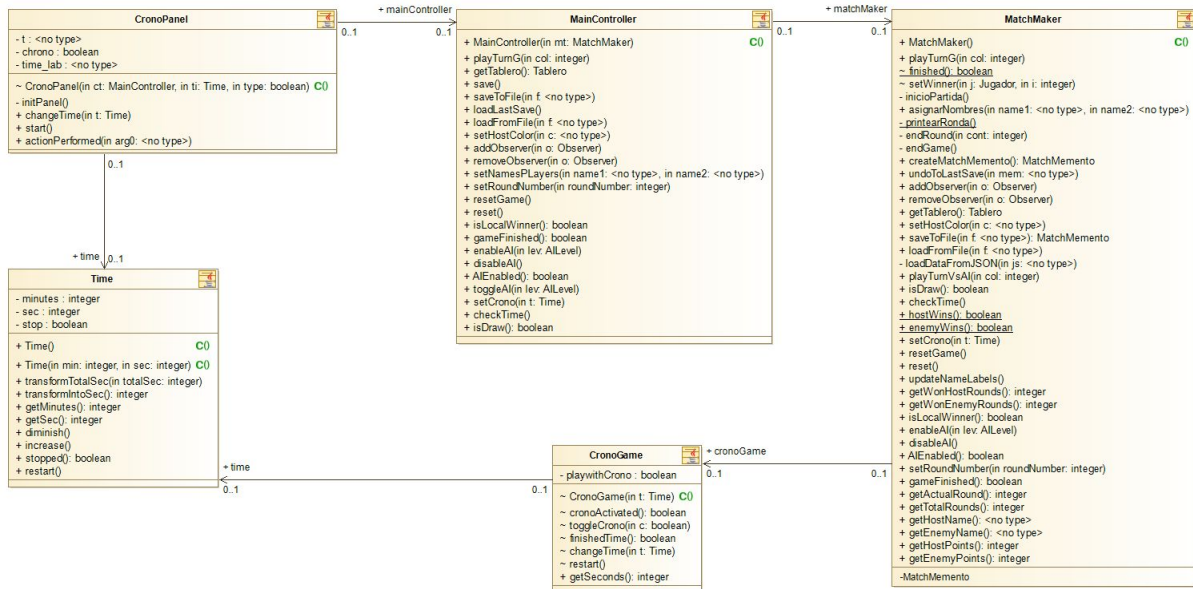 CronoPanel
- t : <no type>
- chrono : boolean
- time_lab : <no type>
~ CronoPanel(in ct: MainController, in ti: Time, in type: boolean) C()
- initPanel()
+ changeTime(in t: Time)
+ start()
+ actionPerformed(in arg0: <no type>)
+ mainController
0..1
0..1
MainController
+ MainController(in mt: MatchMaker) C()
+ playTurnG(in col: integer)
+ getTablero(): Tablero
+ save()
+ saveToFile(in f: <no type>)
+ loadLastSave()
+ loadFromFile(in f: <no type>)
+ setHostColor(in c: <no type>)
+ addObserver(in o: Observer)
+ removeObserver(in o: Observer)
+ setNamesPLayers(in name1: <no type>, in name2: <no type>)
+ setRoundNumber(in roundNumber: integer)
+ resetGame()
+ reset()
+ isLocalWinner(): boolean
+ gameFinished(): boolean
+ enableAI(in lev: AILevel)
+ disableAI()
+ AIEnabled(): boolean
+ toggleAI(in lev: AILevel)
+ setCrono(in t: Time)
+ checkTime()
+ isDraw(): boolean
+ matchMaker
0..1
0..1
MatchMaker
+ MatchMaker() C()
+ playTurnG(in col: integer)
~ finished(): boolean
~ setWinner(in j: Jugador, in i: integer)
- inicioPartida()
+ asignarNombres(in name1: <no type>, in name2: <no type>)
- printearRonda()
- endRound(in cont: integer)
- endGame()
+ createMatchMemento(): MatchMemento
+ undoToLastSave(in mem: <no type>)
+ addObserver(in o: Observer)
+ removeObserver(in o: Observer)
+ getTablero(): Tablero
+ setHostColor(in c: <no type>)
+ saveToFile(in f: <no type>): MatchMemento
+ loadFromFile(in f: <no type>)
- loadDataFromJSON(in js: <no type>)
+ playTurnVsAI(in col: integer)
+ isDraw(): boolean
+ checkTime()
+ hostWins(): boolean
+ enemyWins(): boolean
+ setCrono(in t: Time)
+ resetGame()
+ reset()
+ updateNameLabels()
+ getWonHostRounds(): integer
+ getWonEnemyRounds(): integer
+ isLocalWinner(): boolean
+ enableAI(in lev: AILevel)
+ disableAI()
+ AIEnabled(): boolean
+ setRoundNumber(in roundNumber: integer)
+ gameFinished(): boolean
+ getActualRound(): integer
+ getTotalRounds(): integer
+ getHostName(): <no type>
+ getEnemyName(): <no type>
+ getHostPoints(): integer
+ getEnemyPoints(): integer
-MatchMemento
0..1
+ time 0..1
Time
- minutes : integer
- sec : integer
- stop : boolean
+ Time() C()
+ Time(in min: integer, in sec: integer) C()
+ transformTotalSec(in totalSec: integer)
+ transformIntoSec(): integer
+ getMinutes(): integer
+ getSec(): integer
+ diminish()
+ increase()
+ stopped(): boolean
+ restart()
+ time
0..1
0..1
CronoGame
- playwithCrono : boolean
~ CronoGame(in t: Time) C()
~ cronoActivated(): boolean
~ toggleCrono(in c: boolean)
~ finishedTime(): boolean
~ changeTime(in t: Time)
~ restart()
+ getSeconds(): integer
+ cronoGame
0..1
0..1